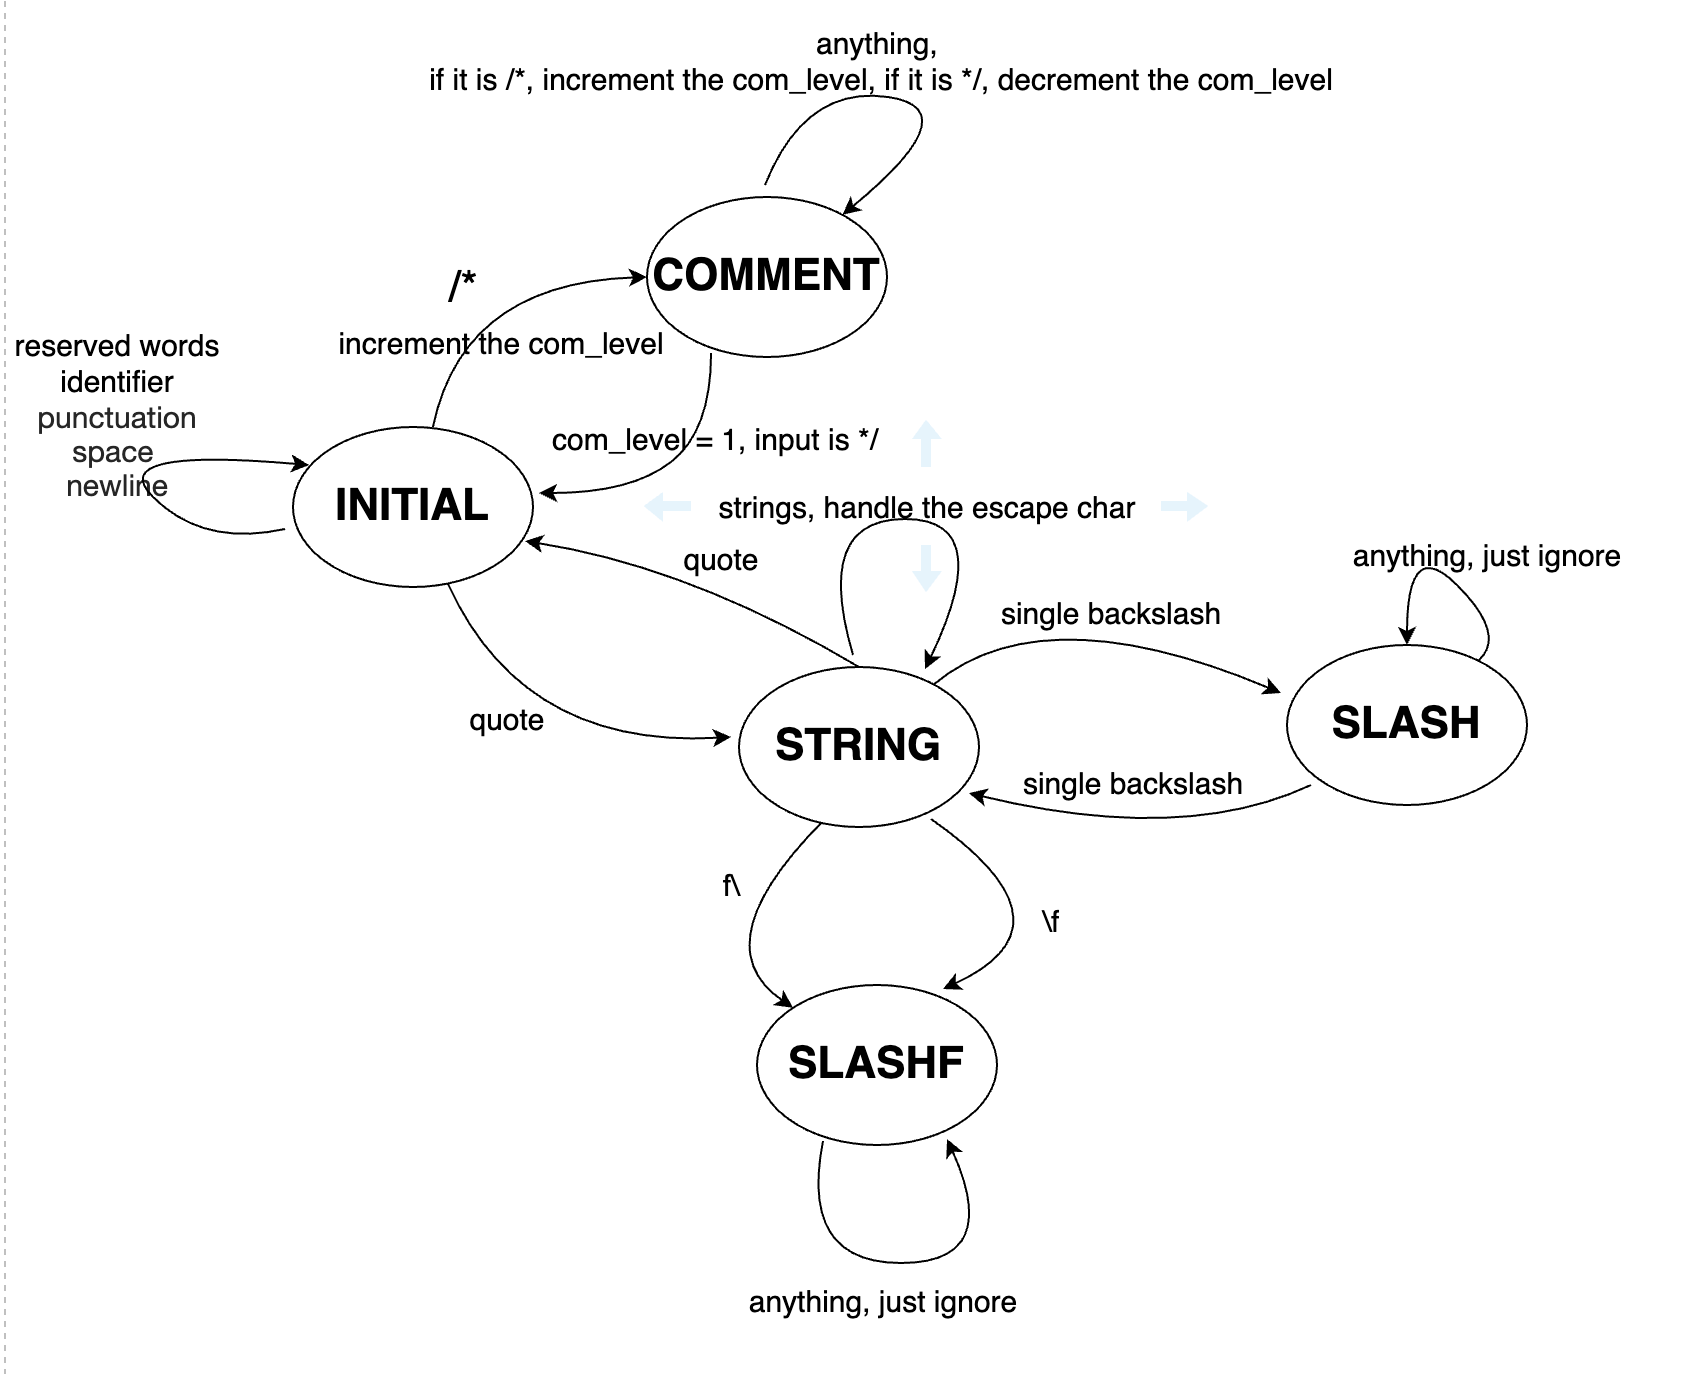 anything,
if it is /*, increment the com_level, if it is */, decrement the com_level
COMMENT
/*
increment the com_level
reserved words
identifier
punctuation
space
newline
com_level = 1, input is */
INITIAL
strings, handle the escape char
quote
anything, just ignore
single backslash
quote
STRING
SLASH
single backslash
f\
\f
SLASHF
anything, just ignore